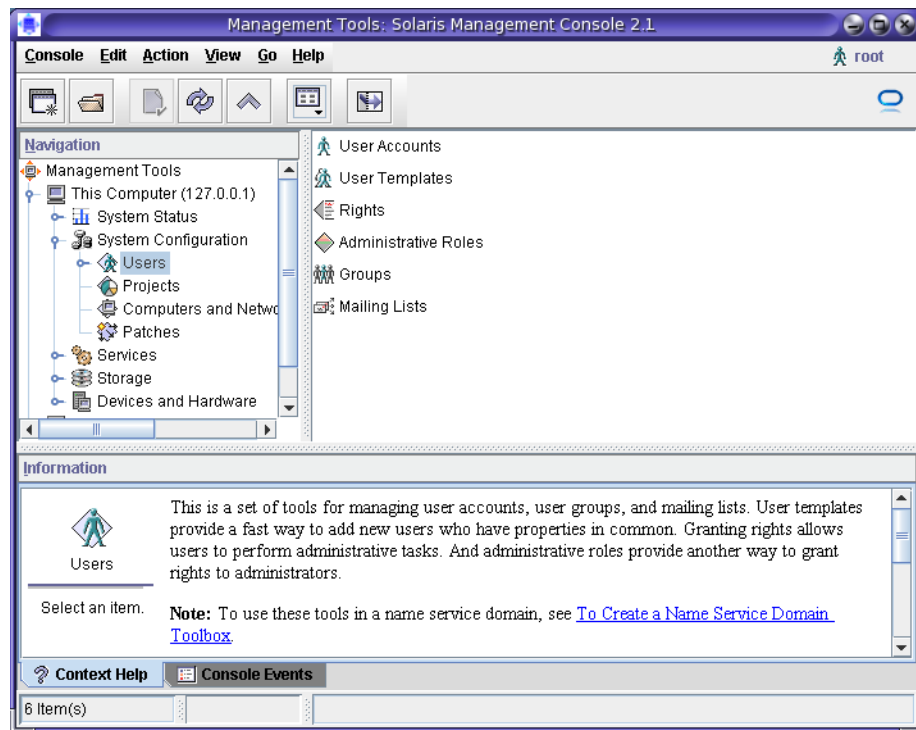 Management Tools: Solaris Management Console 2.1
Console Edit Action View Go Help
root
Navigation
Management Tools
This Computer (127.0.0.1)
System Status
System Configuration
Users
Projects
Computers and Netwo
Patches
Services
Storage
Devices and Hardware
User Accounts
User Templates
Rights
Administrative Roles
Groups
Mailing Lists
Information
Users
Select an item.
This is a set of tools for managing user accounts, user groups, and mailing lists. User templates
provide a fast way to add new users who have properties in common. Granting rights allows
users to perform administrative tasks. And administrative roles provide another way to grant
rights to administrators.
Note: To use these tools in a name service domain, see To Create a Name Service Domain
Toolbox.
Context Help
Console Events
6 Item(s)